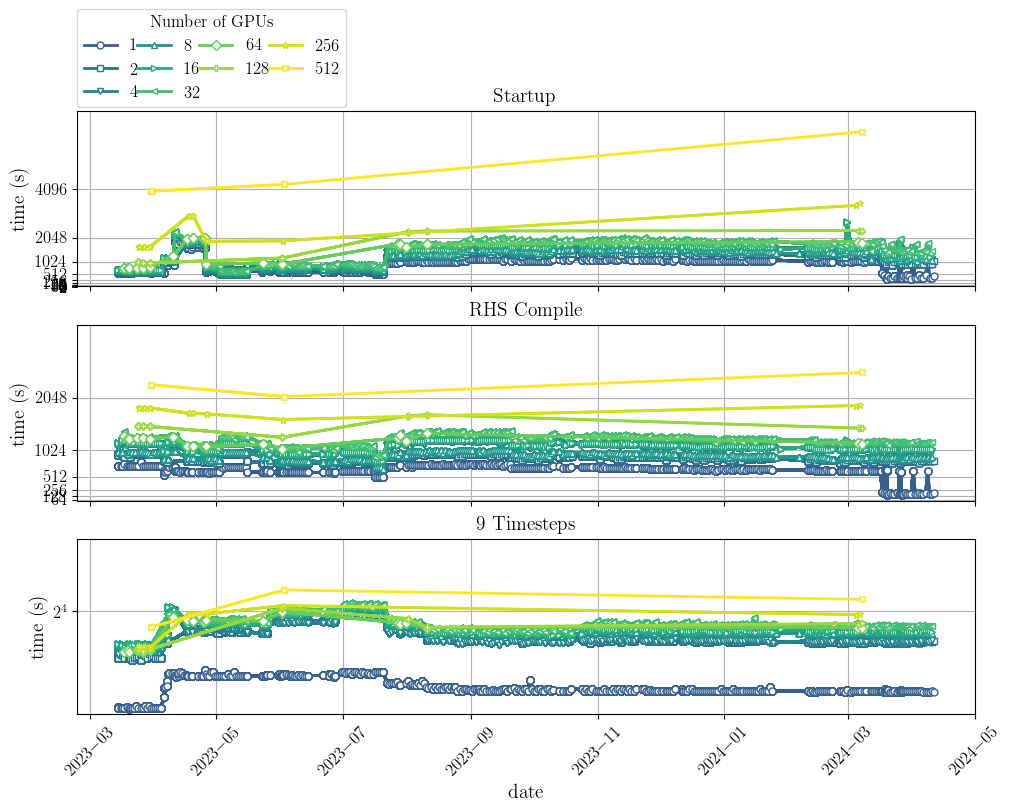 Number of GPUs
1 8 64 256
2 16 128 512
4 32
Startup
time (s)
4096
2048
1024
512
RHS Compile
time (s)
2048
1024
512
256
128
64
9 Timesteps
time (s)
2⁴
2023−03 2023−05 2023−07 2023−09 2023−11 2024−01 2024−03 2024−05
date